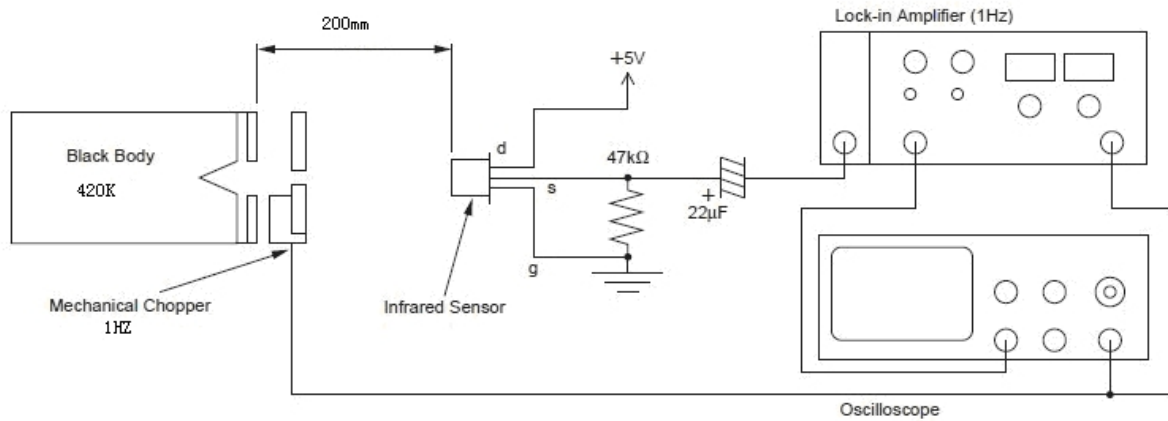 Lock-in Amplifier (1Hz)
200mm
+5V
Black Body
420K
d
47kΩ
s
+
22μF
g
Mechanical Chopper
1HZ
Infrared Sensor
Oscilloscope